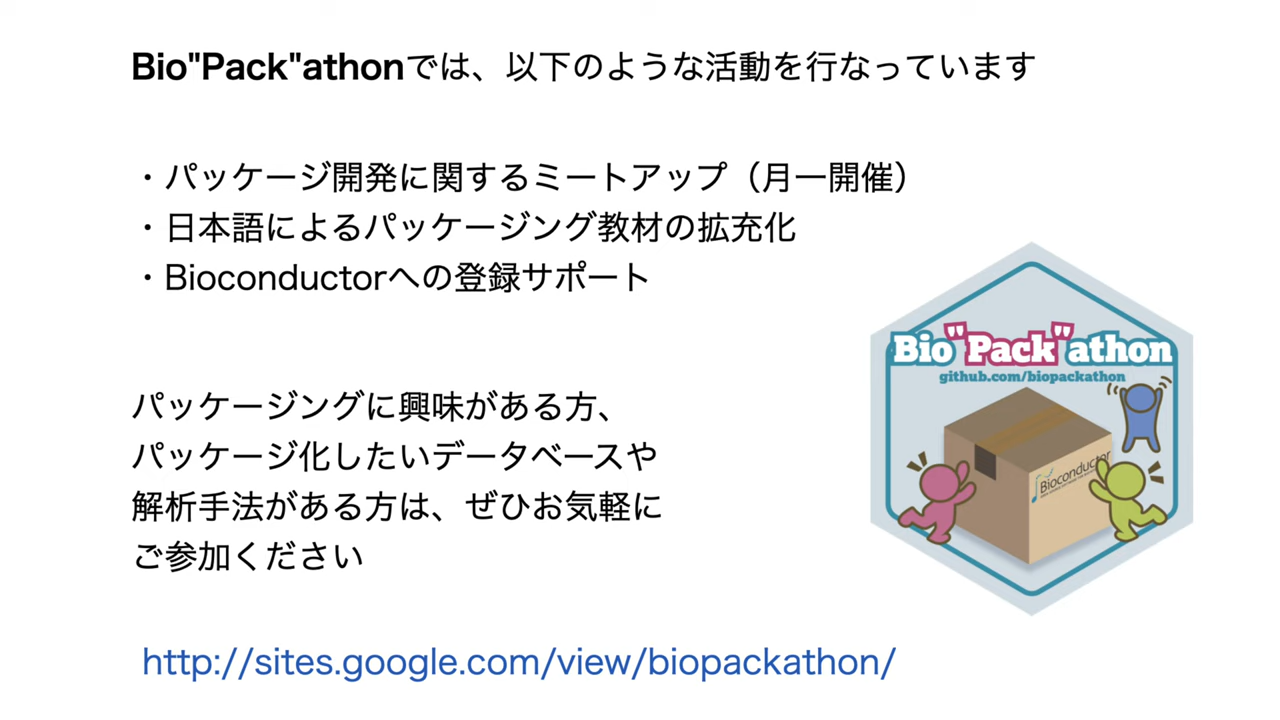 Bio"Pack"athonでは、以下のような活動を行なっています
・パッケージ開発に関するミートアップ（月一開催）
・日本語によるパッケージング教材の拡充化
・Bioconductorへの登録サポート
Bio"Pack"athon
github.com/biopackathon
Bioconductor
パッケージングに興味がある方、
パッケージ化したいデータベースや
解析手法がある方は、ぜひお気軽に
ご参加ください
http://sites.google.com/view/biopackathon/